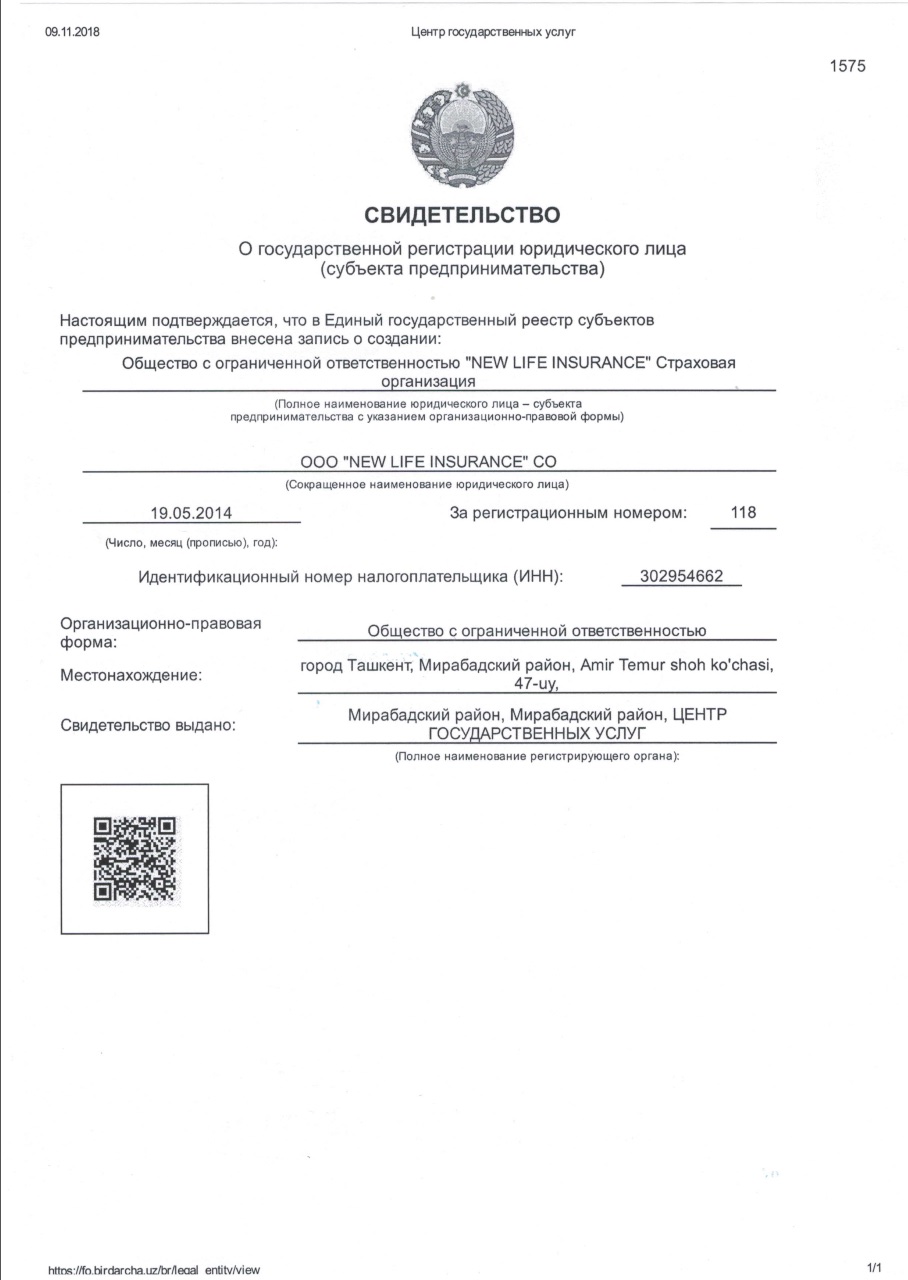 09.11.2018
Центр государственных услуг
1575
СВИДЕТЕЛЬСТВО
О государственной регистрации юридического лица
(субъекта предпринимательства)
Настоящим подтверждается, что в Единый государственный реестр субъектов
предпринимательства внесена запись о создании:
Общество с ограниченной ответственностью "NEW LIFE INSURANCE" Страховая
организация
(Полное наименование юридического лица – субъекта
предпринимательства с указанием организационно-правовой формы)
ООО "NEW LIFE INSURANCE" СО
(Сокращенное наименование юридического лица)
19.05.2014
За регистрационным номером:
118
(Число, месяц (прописью), год):
Идентификационный номер налогоплательщика (ИНН):
302954662
Организационно-правовая
форма:
Общество с ограниченной ответственностью
Местонахождение:
город Ташкент, Мирабадский район, Amir Temur shoh ko'chasi,
47-uy,
Свидетельство выдано:
Мирабадский район, Мирабадский район, ЦЕНТР
ГОСУДАРСТВЕННЫХ УСЛУГ
(Полное наименование регистрирующего органа):
https://fo.birdarcha.uz/br/legal_entity/view
1/1